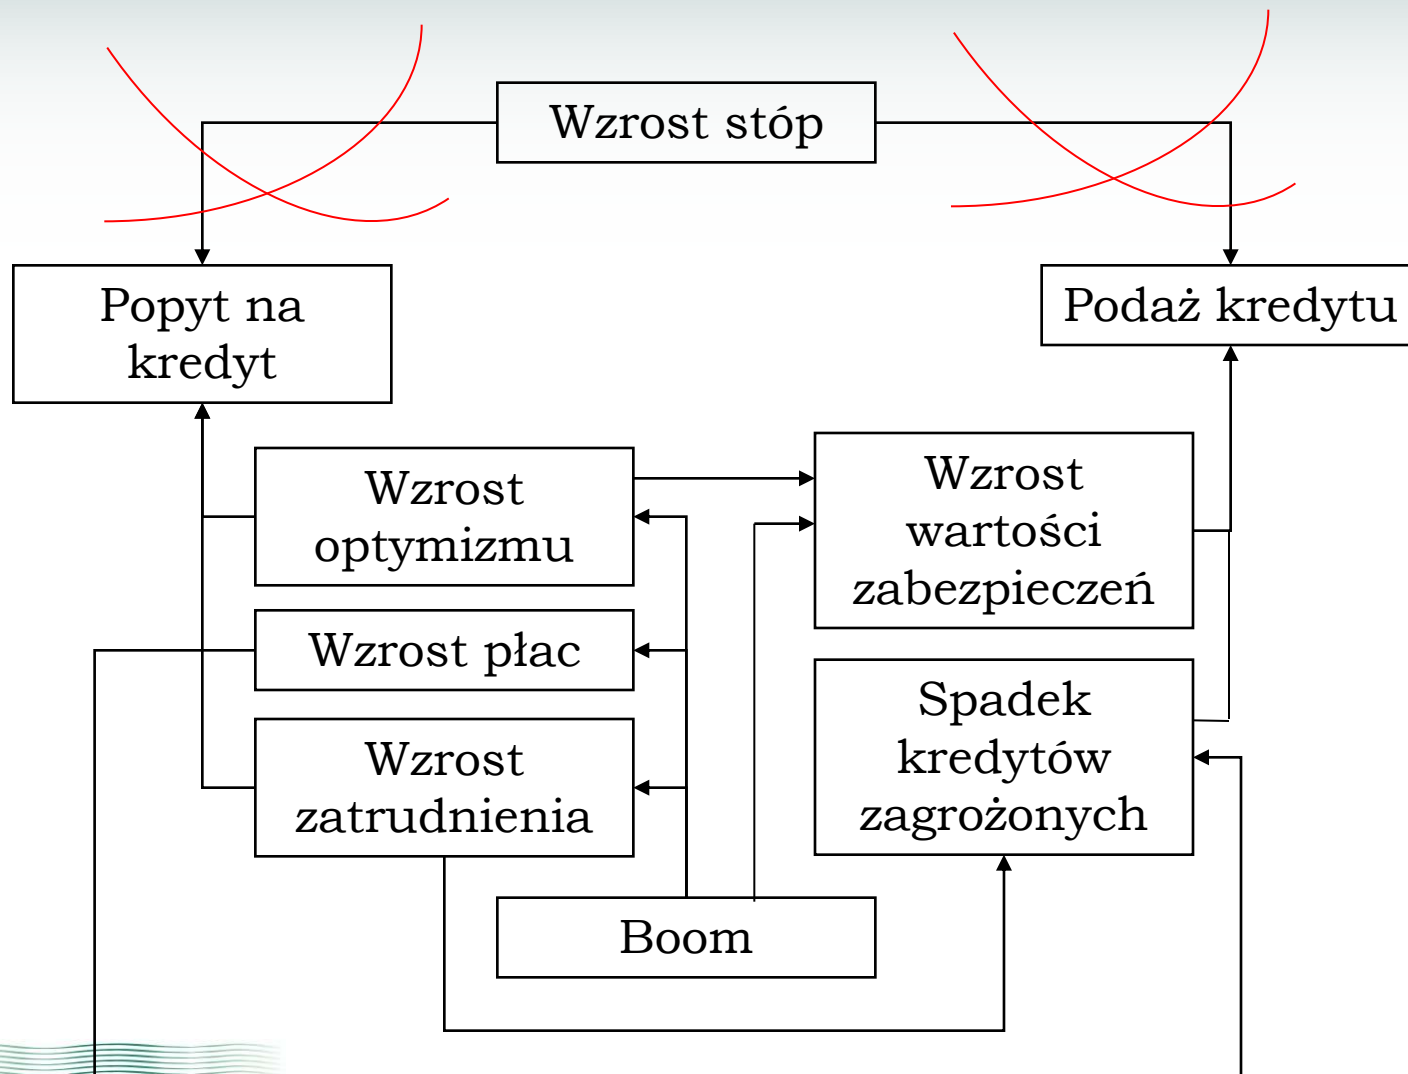 Wzrost stóp
Popyt na
kredyt
Podaż kredytu
Wzrost
optymizmu
Wzrost
wartości
zabezpieczeń
Wzrost płac
Spadek
kredytów
zagrożonych
Wzrost
zatrudnienia
Boom